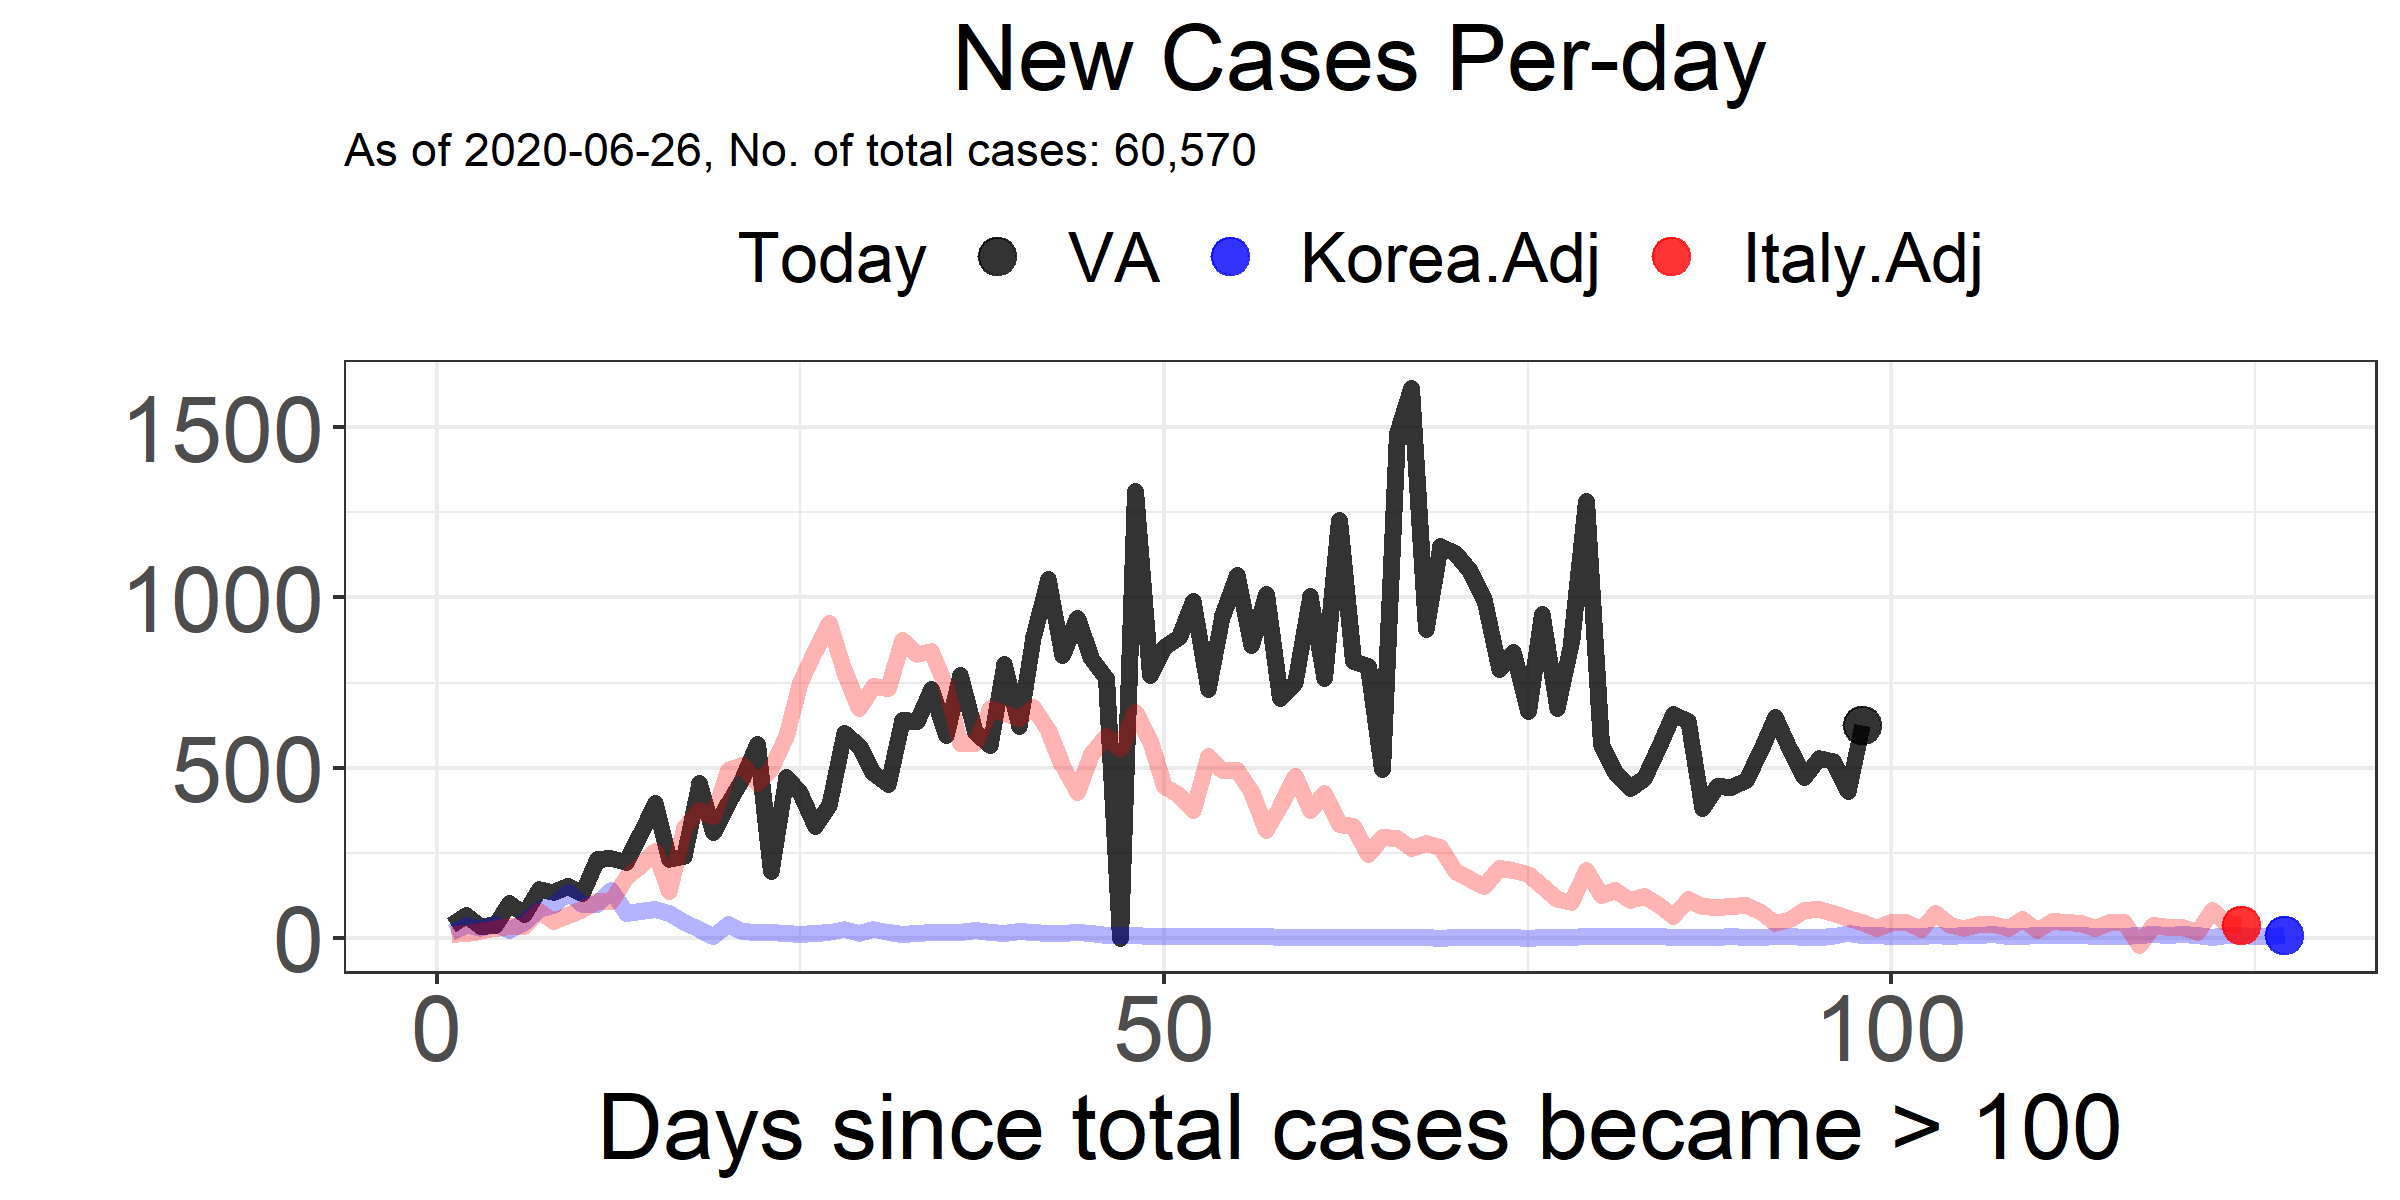 New Cases Per-day
As of 2020-06-26, No. of total cases: 60,570
Today VA Korea.Adj Italy.Adj
1500
1000
500
0
0 50 100
Days since total cases became > 100